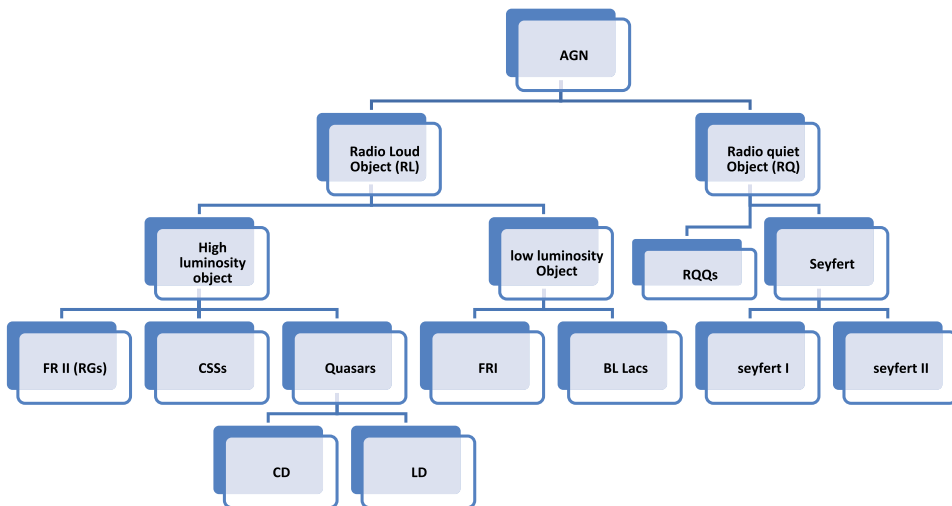 AGN
Radio Loud
Object (RL)
Radio quiet
Object (RQ)
High
luminosity
object
low luminosity
Object
RQQs
Seyfert
FR II (RGs)
CSSs
Quasars
FRI
BL Lacs
seyfert I
seyfert II
CD
LD